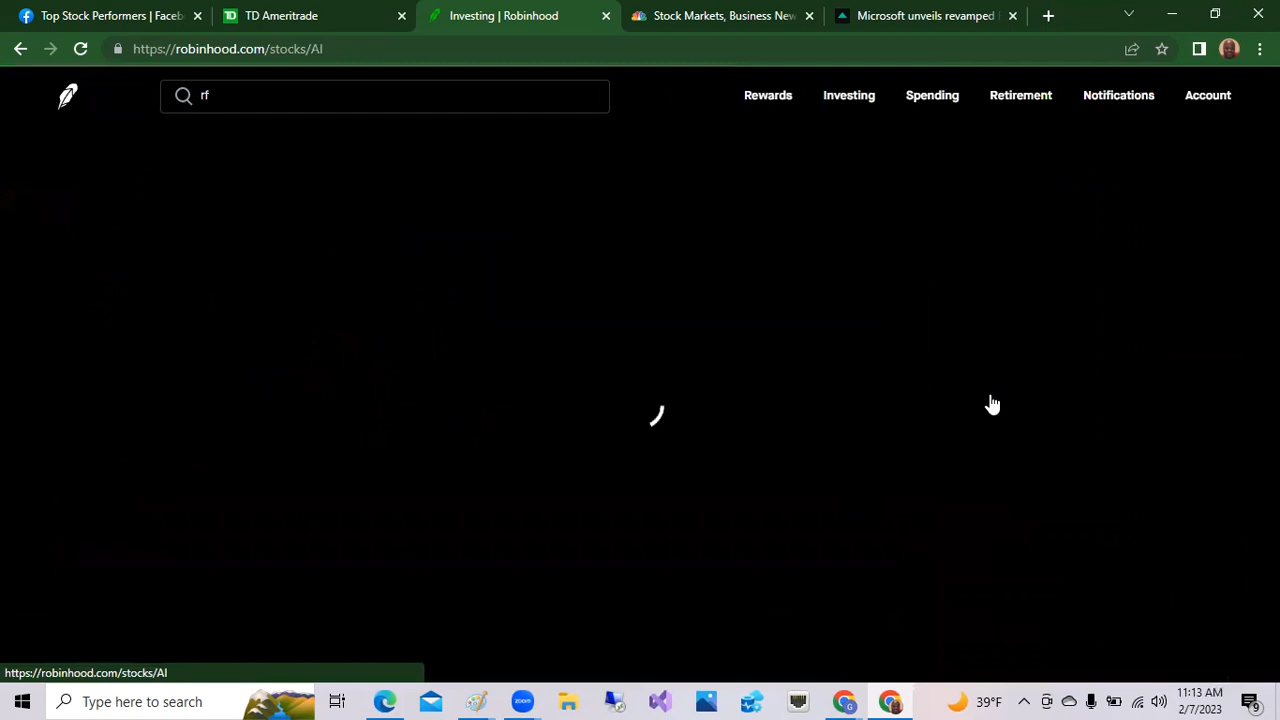 Top Stock Performers | Faceb
TD Ameritrade
Investing | Robinhood
Stock Markets, Business New
Microsoft unveils revamped
https://robinhood.com/stocks/AI
rf
Rewards
Investing
Spending
Retirement
Notifications
Account
https://robinhood.com/stocks/AI
Type here to search
zoom
G
39°F
11:13 AM
2/7/2023
9